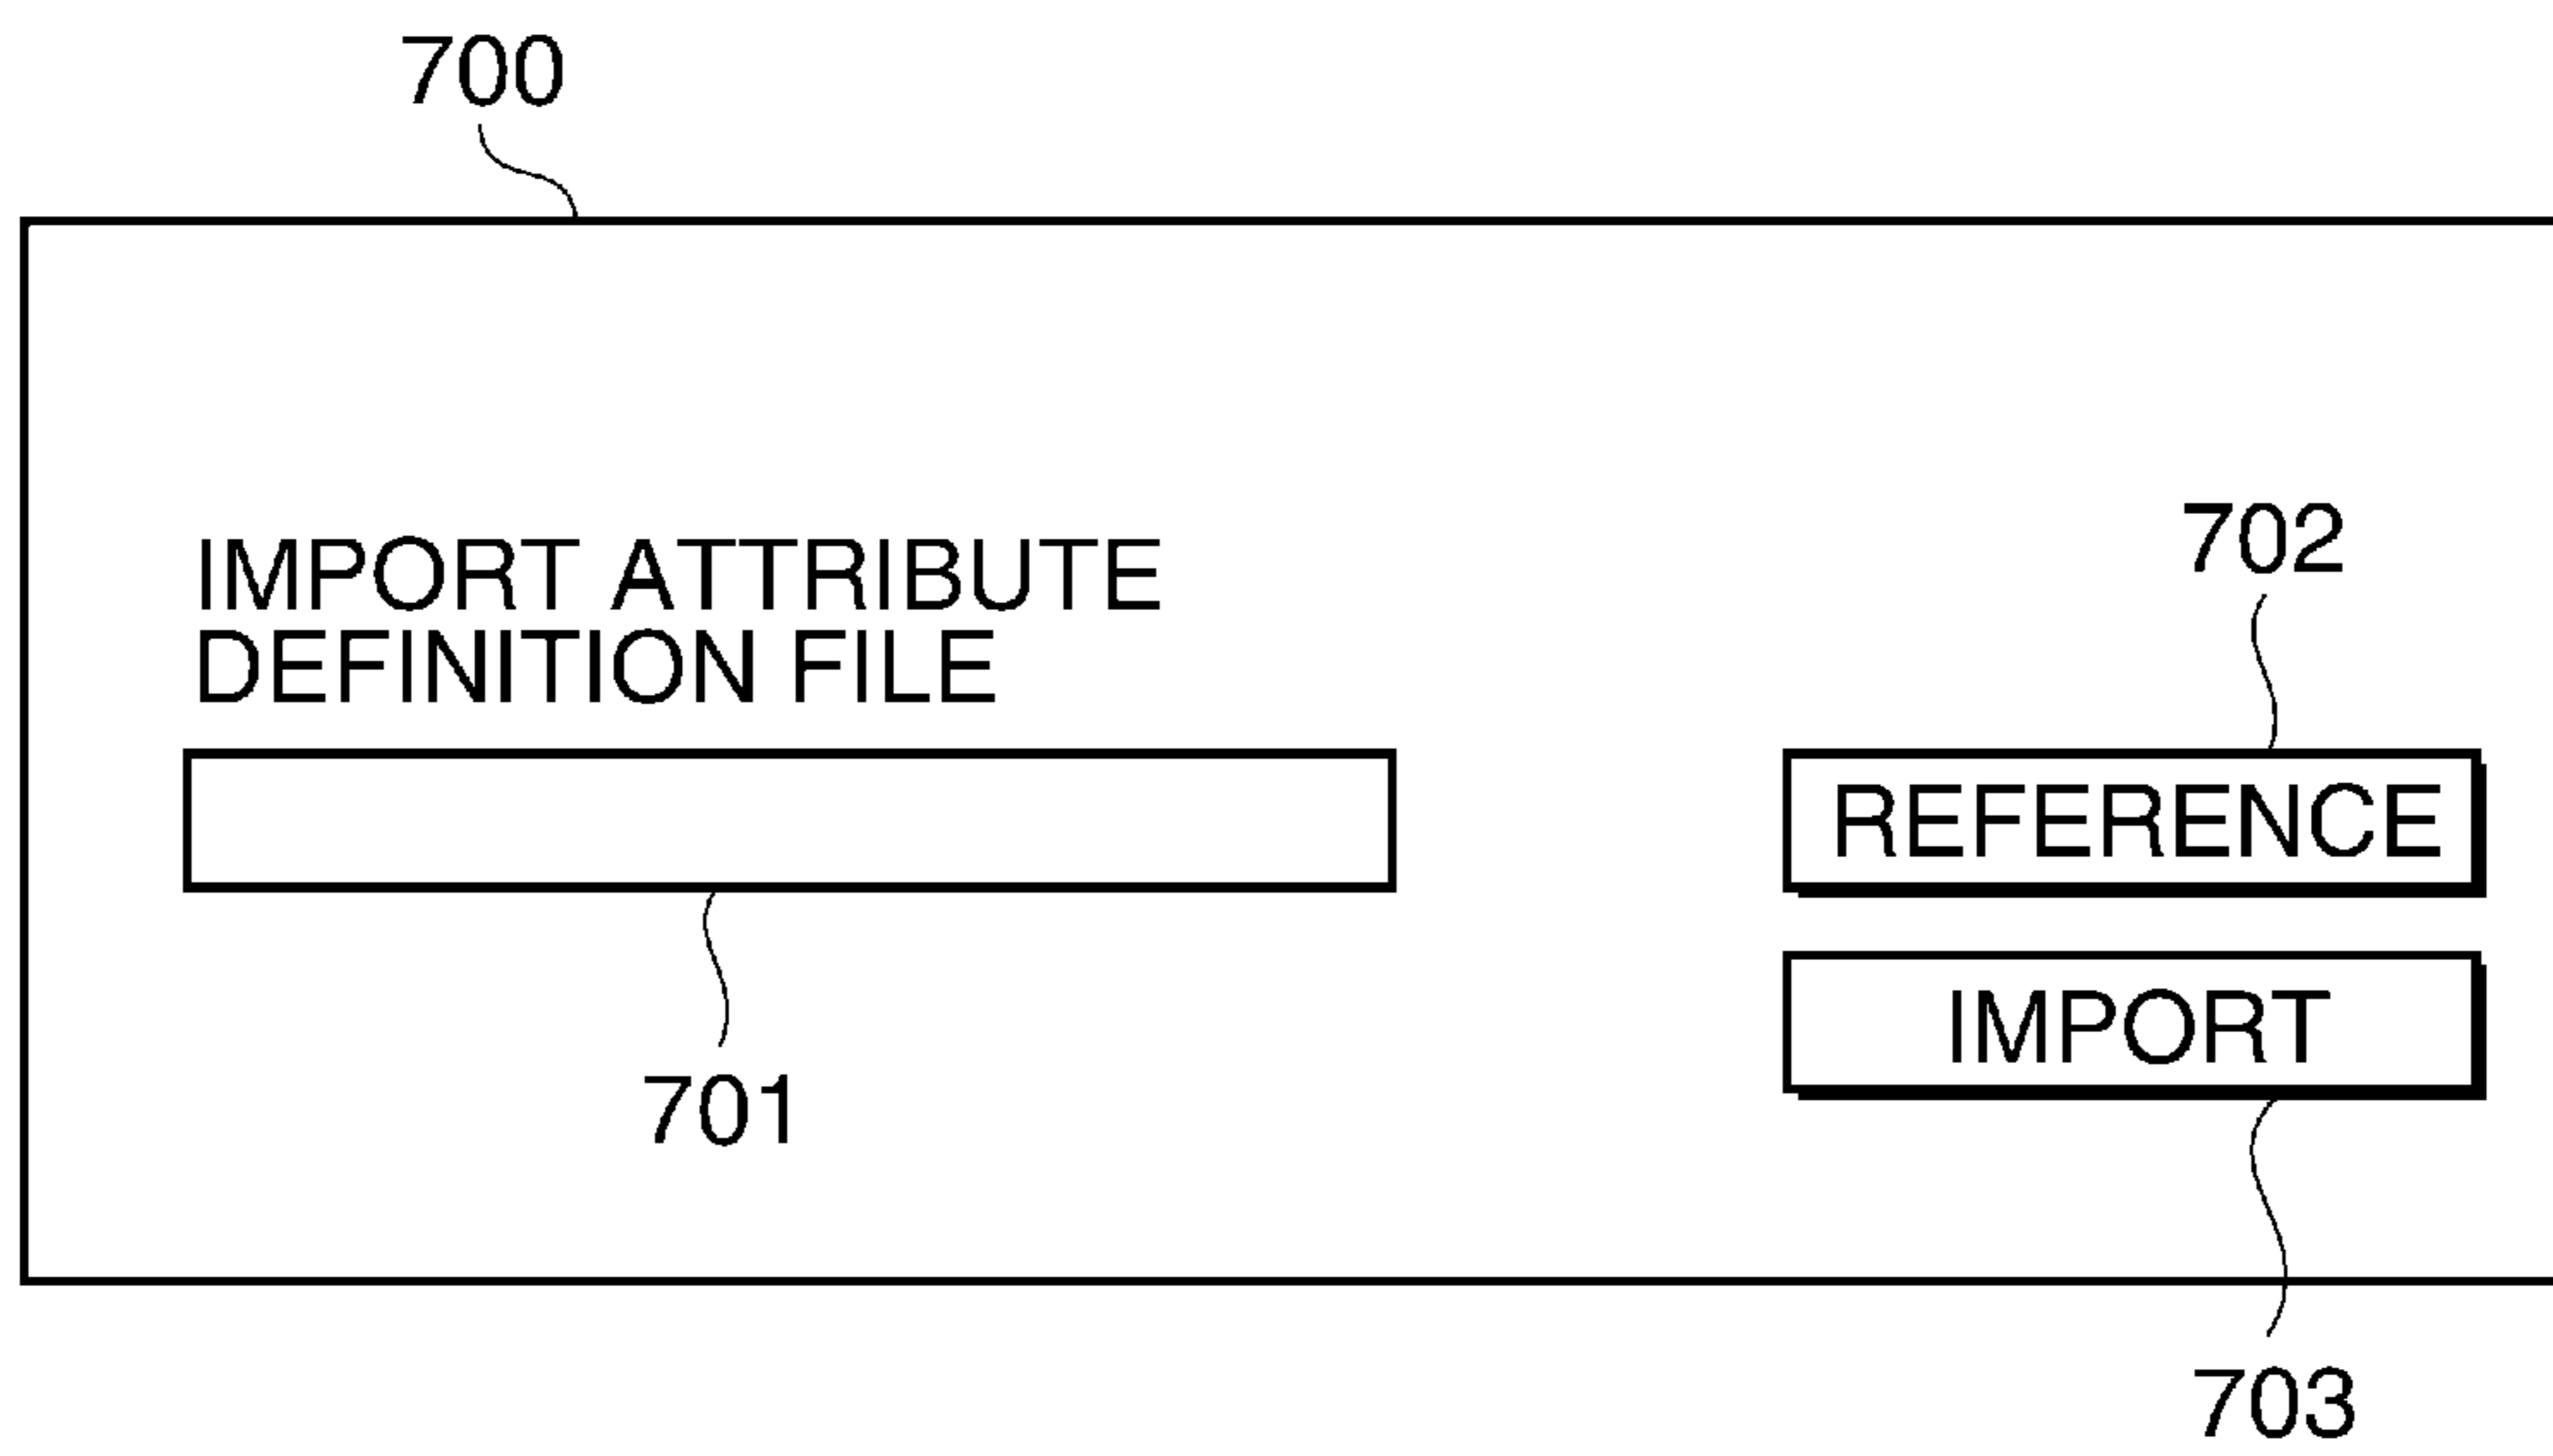 700
IMPORT ATTRIBUTE
DEFINITION FILE
702
REFERENCE
IMPORT
701
703